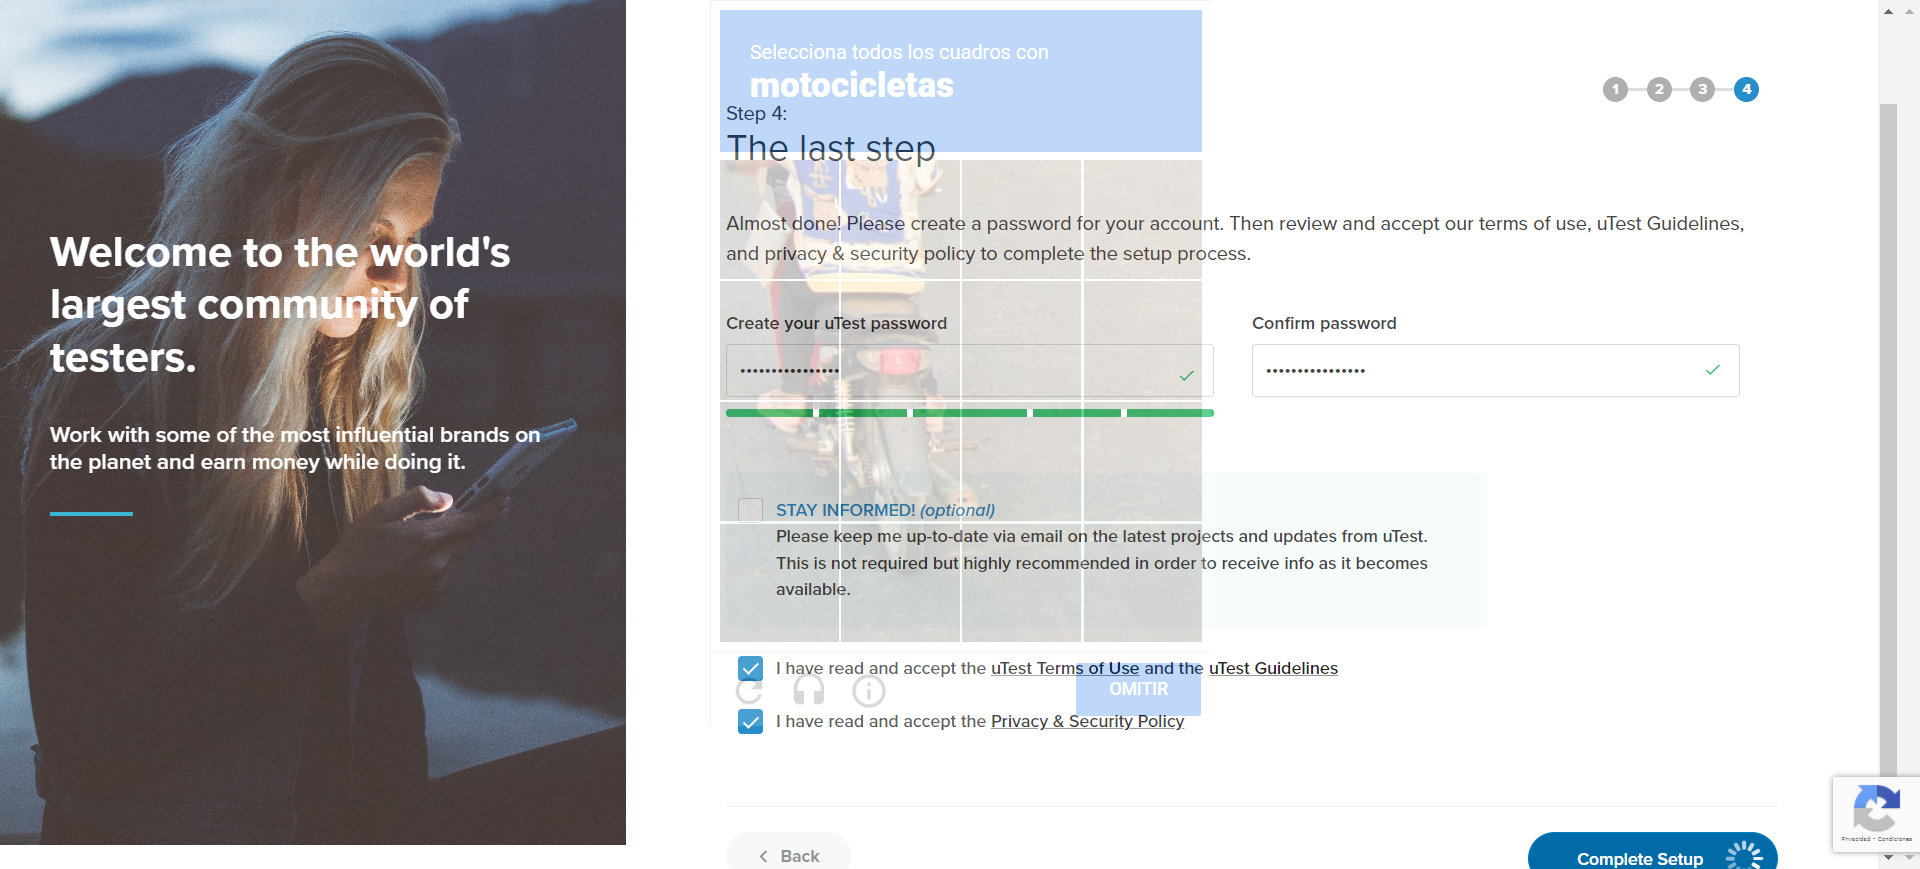 Welcome to the world's
largest community of
testers.
Work with some of the most influential brands on
the planet and earn money while doing it.
Selecciona todos los cuadros con
motocicletas
1 2 3 4
Step 4:
The last step
Almost done! Please create a password for your account. Then review and accept our terms of use, uTest Guidelines,
and privacy & security policy to complete the setup process.
Create your uTest password
Confirm password
••••••••••••••••
••••••••••••••••
STAY INFORMED! (optional)
Please keep me up-to-date via email on the latest projects and updates from uTest.
This is not required but highly recommended in order to receive info as it becomes
available.
I have read and accept the uTest Terms of Use and the uTest Guidelines
OMITIR
I have read and accept the Privacy & Security Policy
Back
Complete Setup
Privacidad - Condiciones